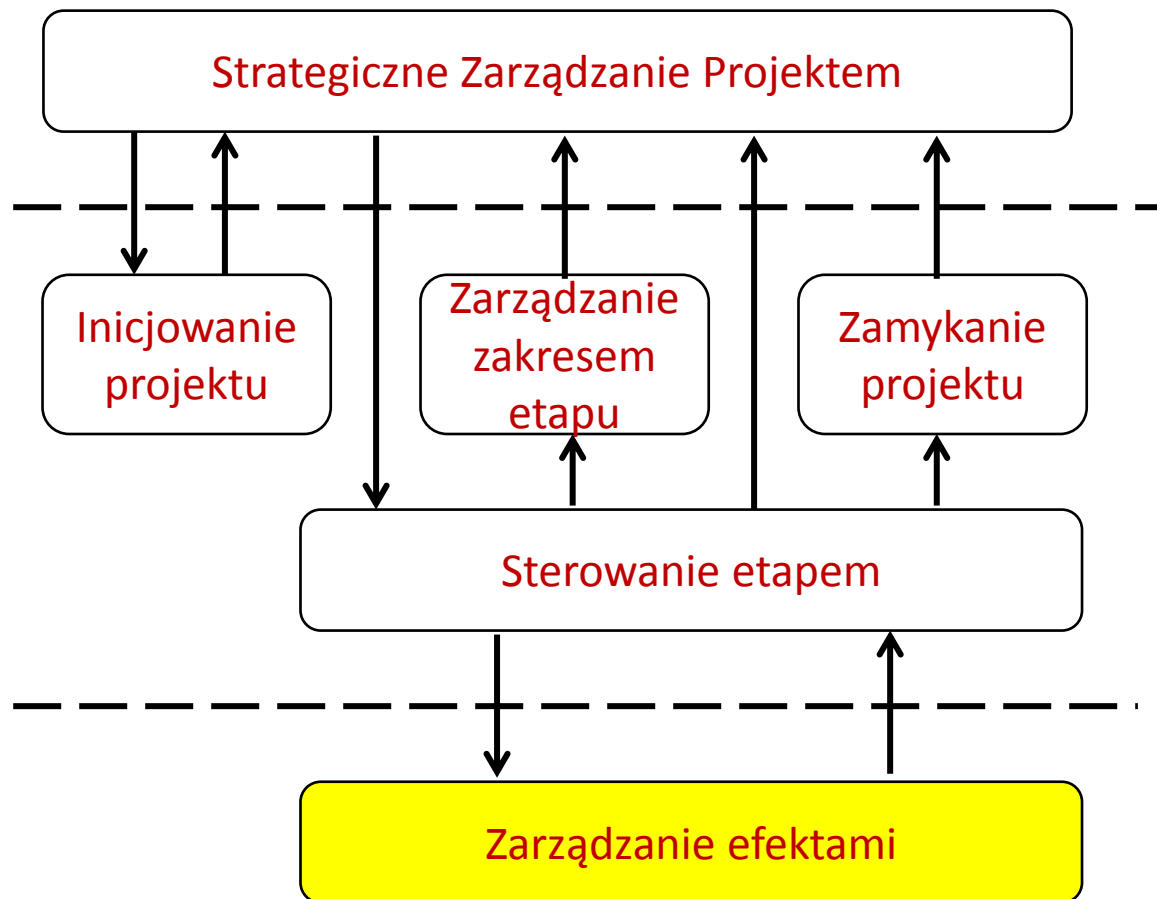 Strategiczne Zarządzanie Projektem
Inicjowanie
projektu
Zarządzanie
zakresem
etapu
Zamykanie
projektu
Sterowanie etapem
Zarządzanie efektami